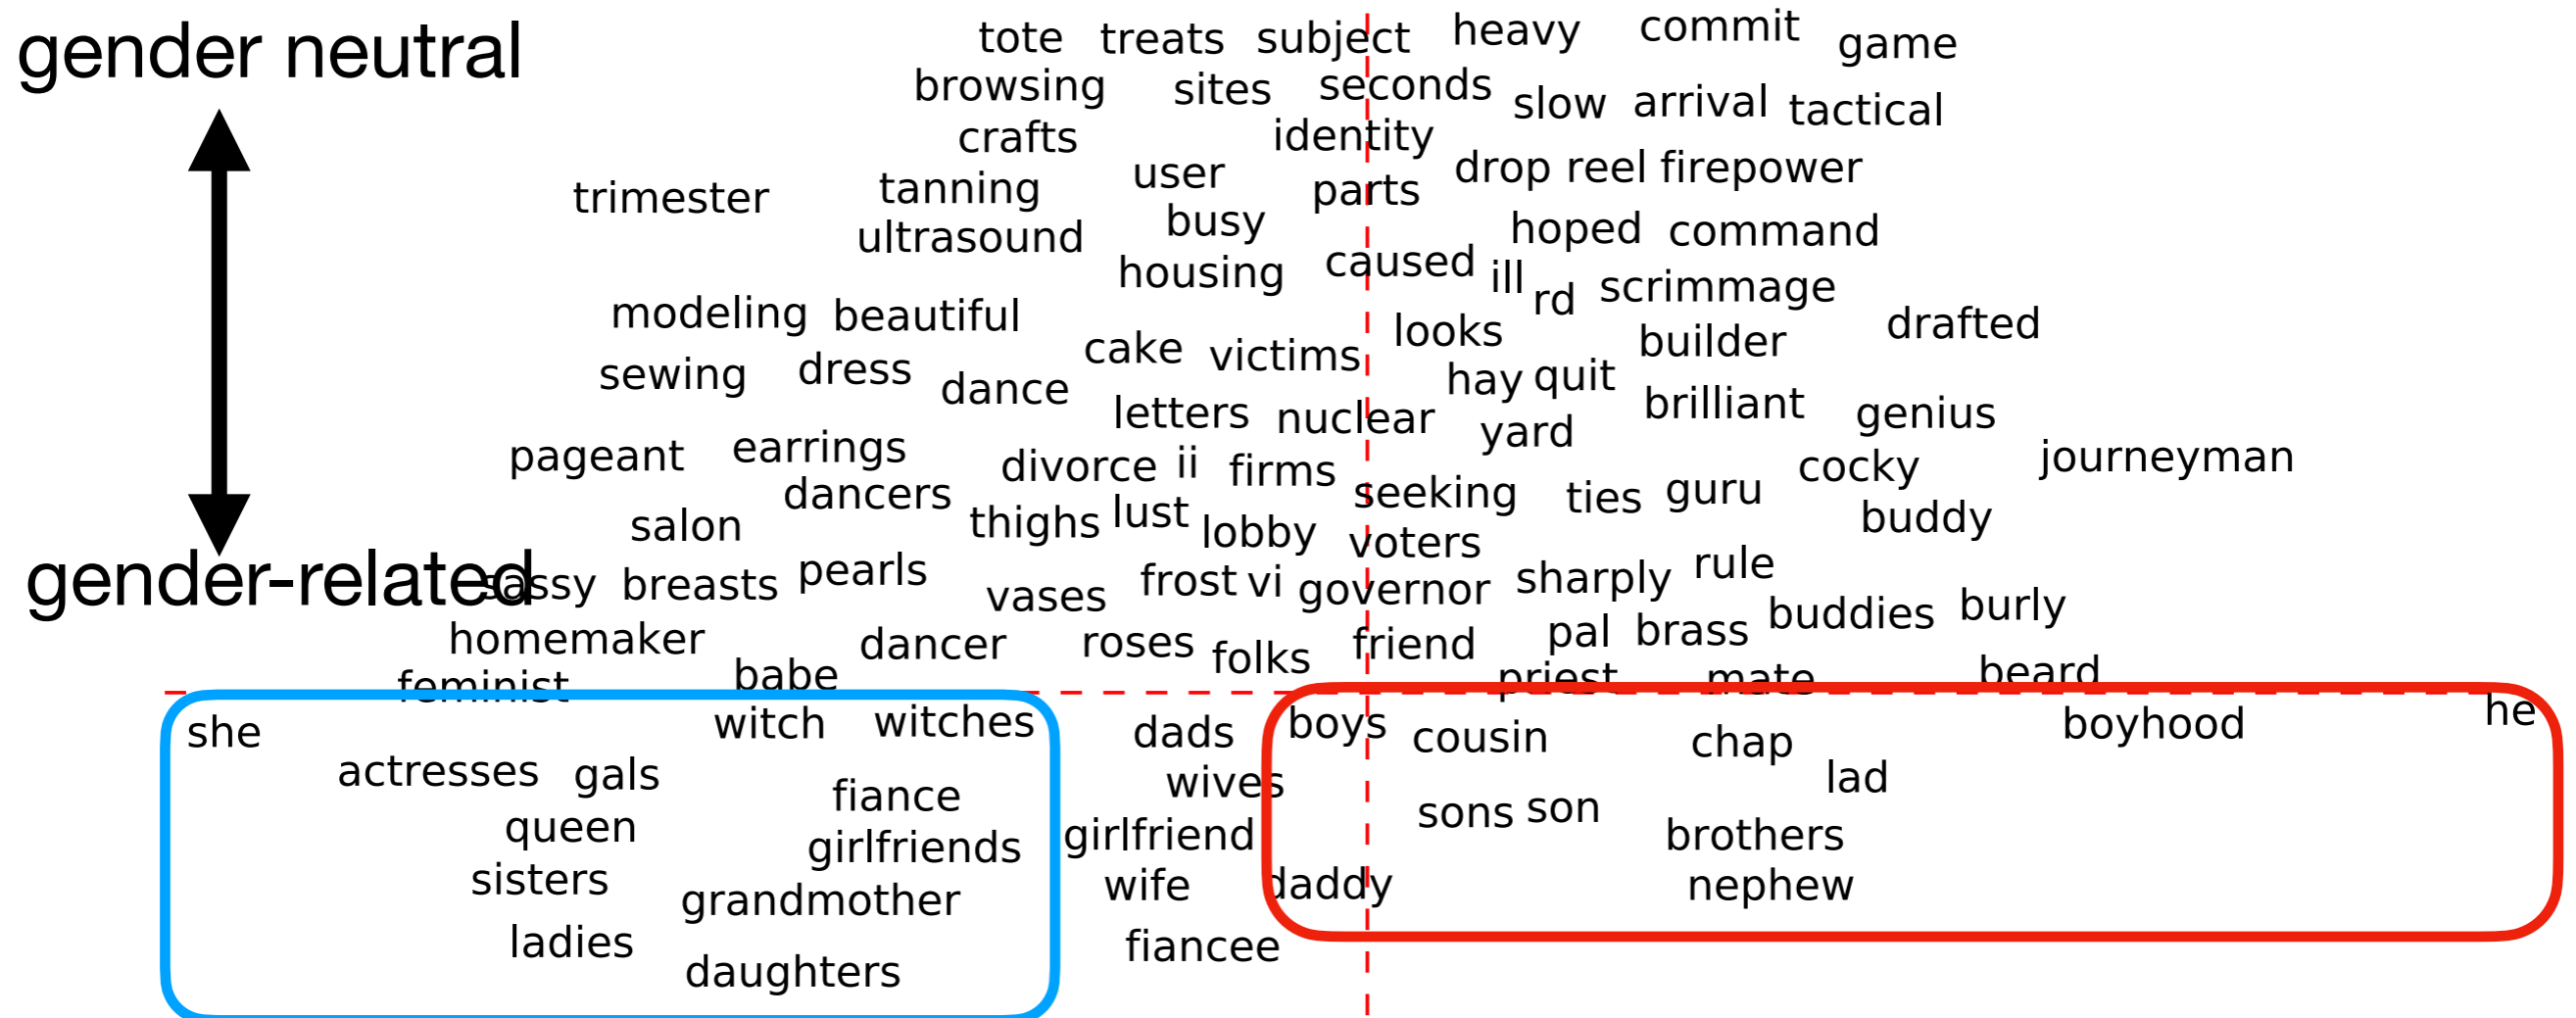 gender neutral
tote treats subject heavy commit game
browsing sites seconds slow arrival tactical
crafts identity
trimester tanning user parts drop reel firepower
ultrasound busy hoped command
housing caused ill rd scrimmage
modeling beautiful looks builder drafted
cake victims
sewing dress dance hay quit brilliant genius
letters nuclear yard
pageant earrings divorce ii firms cocky journeyman
dancers seeking ties guru buddy
salon thighs lust lobby voters
gender-related
sassy breasts pearls vases frost vi governor sharply rule buddies burly
homemaker dancer roses folks friend pal brass
feminist babe priest mate beard
she witch witches dads boys cousin chap boyhood he
actresses gals wives lad
fiance sons son
queen girlfriends girlfriend brothers
sisters grandmother wife daddy nephew
ladies fiancee
daughters